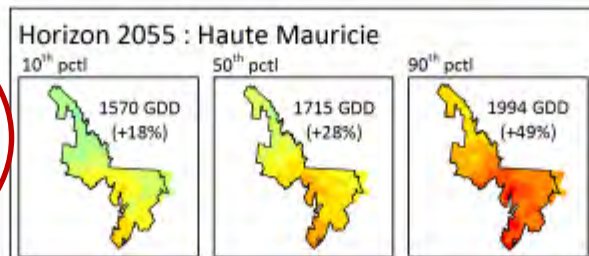 Horizon 2055 : Haute Mauricie
10th pctl
50th pctl
90th pctl
1570 GDD
(+18%)
1715 GDD
(+28%)
1994 GDD
(+49%)